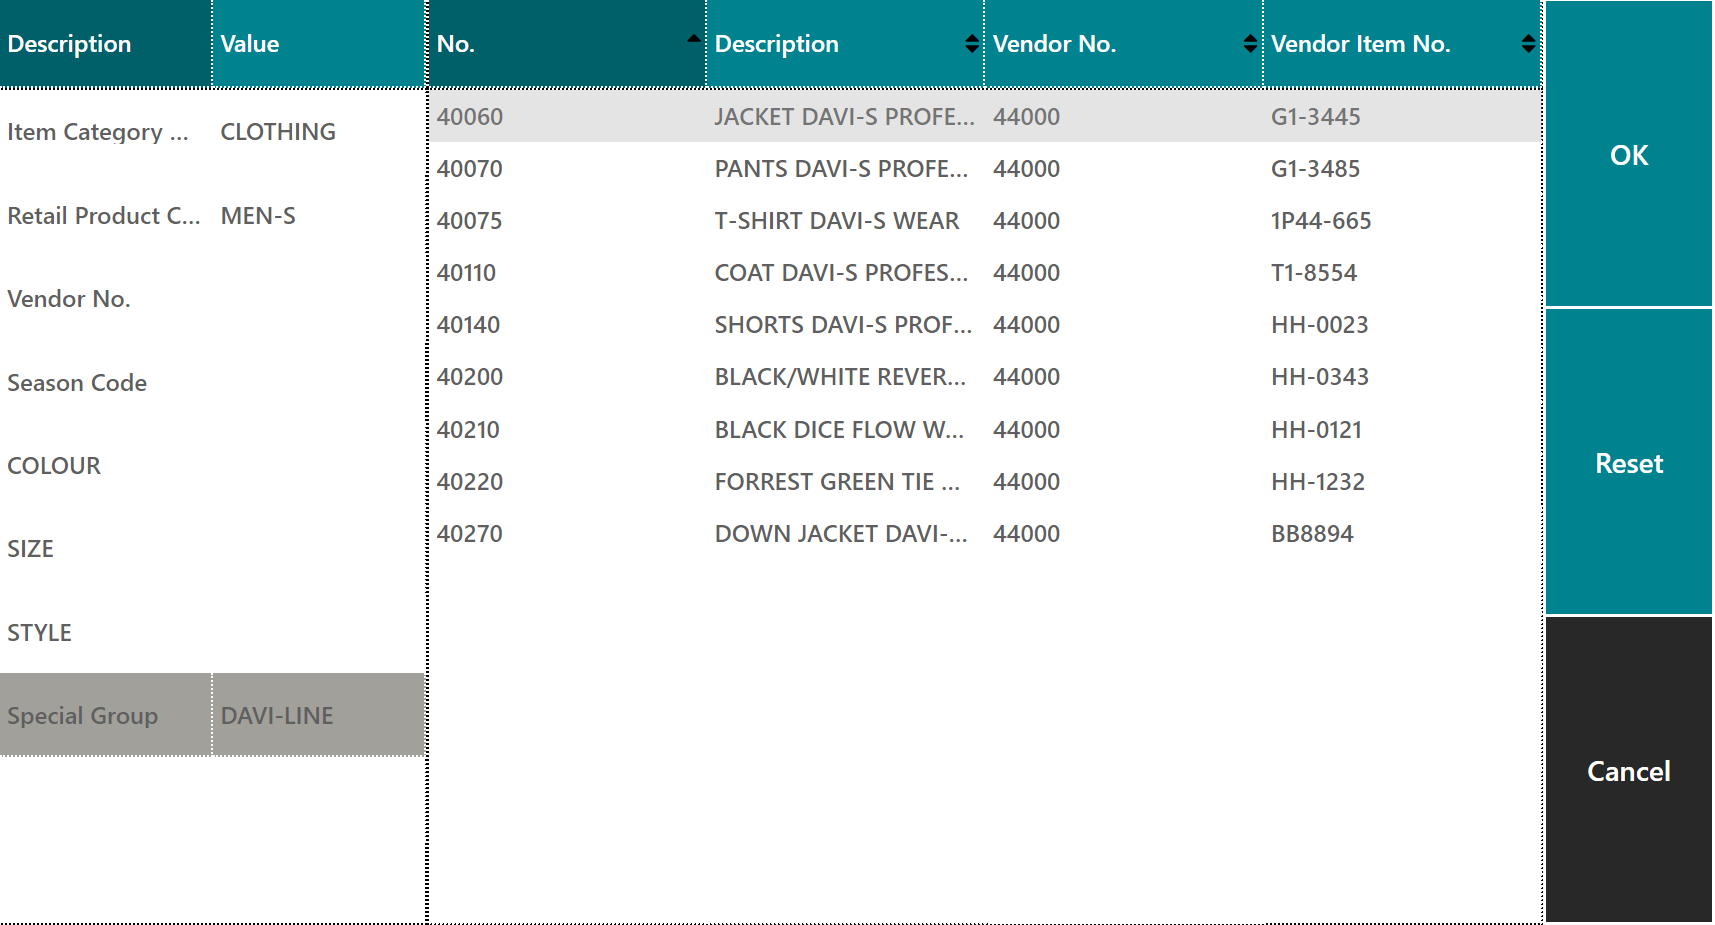 Description Value No. Description Vendor No. Vendor Item No.
Item Category ... CLOTHING
Retail Product C... MEN-S
Vendor No.
Season Code
COLOUR
SIZE
STYLE
Special Group DAVI-LINE
40060 JACKET DAVI-S PROFE... 44000 G1-3445
40070 PANTS DAVI-S PROFE... 44000 G1-3485
40075 T-SHIRT DAVI-S WEAR 44000 1P44-665
40110 COAT DAVI-S PROFES... 44000 T1-8554
40140 SHORTS DAVI-S PROF... 44000 HH-0023
40200 BLACK/WHITE REVER... 44000 HH-0343
40210 BLACK DICE FLOW W... 44000 HH-0121
40220 FORREST GREEN TIE ... 44000 HH-1232
40270 DOWN JACKET DAVI-... 44000 BB8894
OK
Reset
Cancel